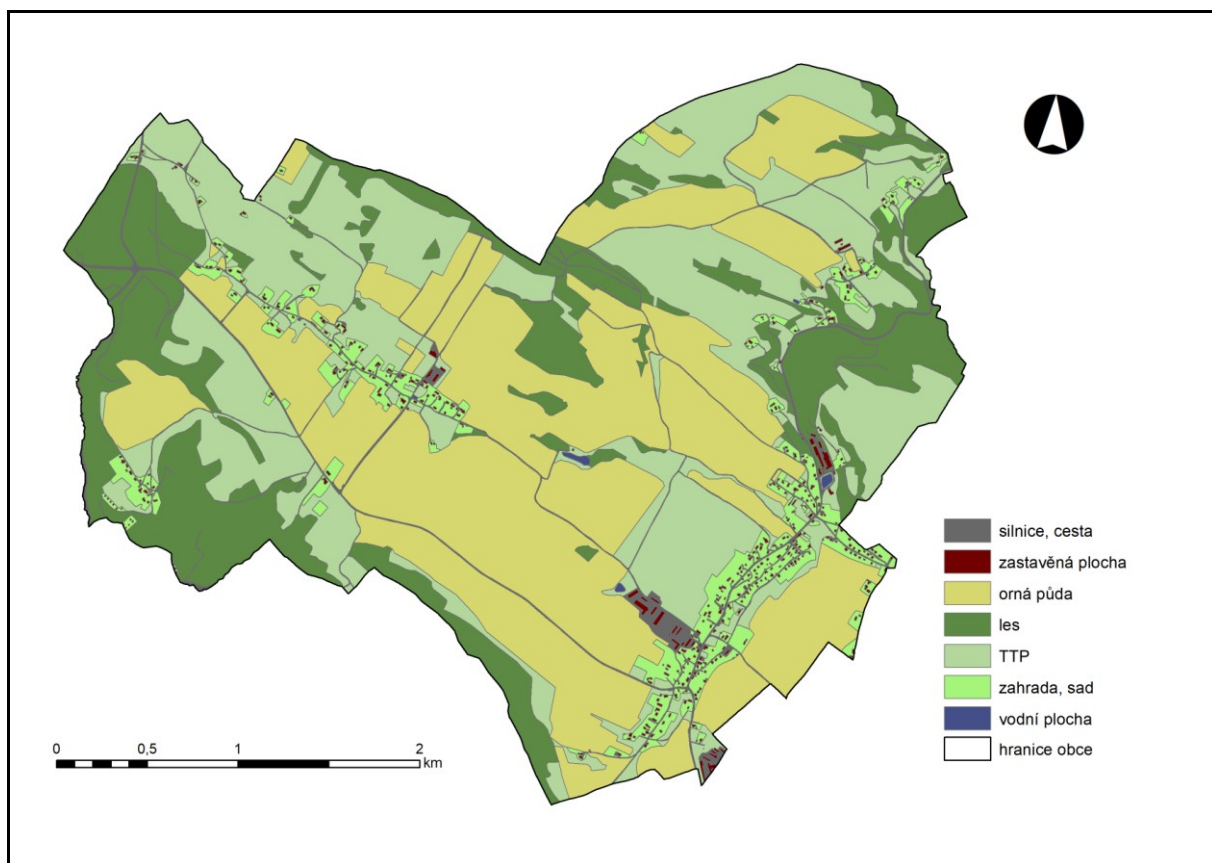 silnice, cesta
zastavěná plocha
orná půda
les
TTP
zahrada, sad
vodní plocha
hranice obce
0 0,5 1 2
km